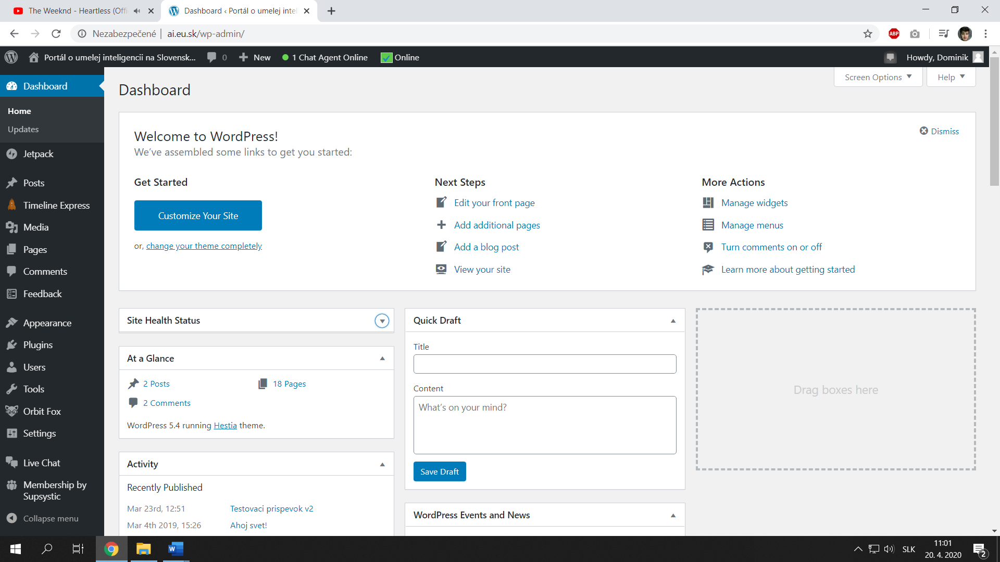 The Weeknd - Heartless (Offi
Dashboard ‹ Portál o umelej inte
Nezabezpečené | ai.eu.sk/wp-admin/
ABP
Portál o umelej inteligencii na Slovensk... 0 New 1 Chat Agent Online Online Howdy, Dominik
Dashboard
Home
Updates
Jetpack
Posts
Timeline Express
Media
Pages
Comments
Feedback
Appearance
Plugins
Users
Tools
Orbit Fox
Settings
Live Chat
Membership by
Supsystic
Collapse menu
Screen Options Help
Dashboard
Welcome to WordPress!
Dismiss
We've assembled some links to get you started:
Get Started
Customize Your Site
or, change your theme completely
Next Steps
Edit your front page
Add additional pages
Add a blog post
View your site
More Actions
Manage widgets
Manage menus
Turn comments on or off
Learn more about getting started
Site Health Status
At a Glance
2 Posts 18 Pages
2 Comments
WordPress 5.4 running Hestia theme.
Activity
Recently Published
Mar 23rd, 12:51 Testovaci prispevok v2
Mar 4th 2019, 15:26 Ahoj svet!
Quick Draft
Title
Content
What's on your mind?
Save Draft
WordPress Events and News
Drag boxes here
W
SLK
11:01
20. 4. 2020
2